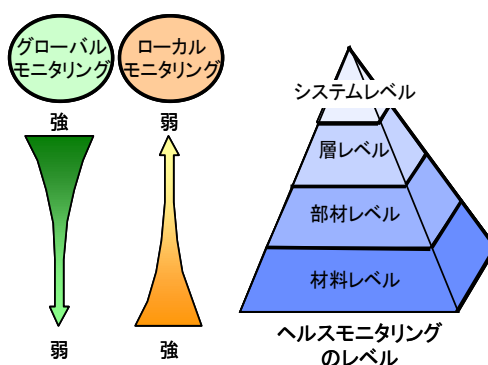 グローバル
モニタリング
ローカル
モニタリング
強
弱
弱
強
システムレベル
層レベル
部材レベル
材料レベル
ヘルスモニタリング
のレベル